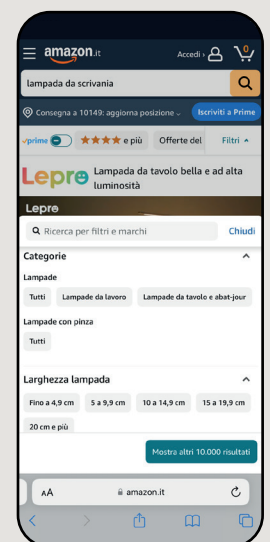 amazon.it
Accedi › 0
lampada da scrivania
Consegna a 10149: aggiorna posizione
Iscriviti a Prime
prime ★★★★ e più Offerte del Filtri
Lepro Lampada da tavolo bella e ad alta
luminosità
Lepro
Ricerca per filtri e marchi Chiudi
Categorie
Lampade
Tutti Lampade da lavoro Lampade da tavolo e abat-jour
Lampade con pinza
Tutti
Larghezza lampada
Fino a 4,9 cm 5 a 9,9 cm 10 a 14,9 cm 15 a 19,9 cm
20 cm e più
Mostra altri 10.000 risultati
AA amazon.it